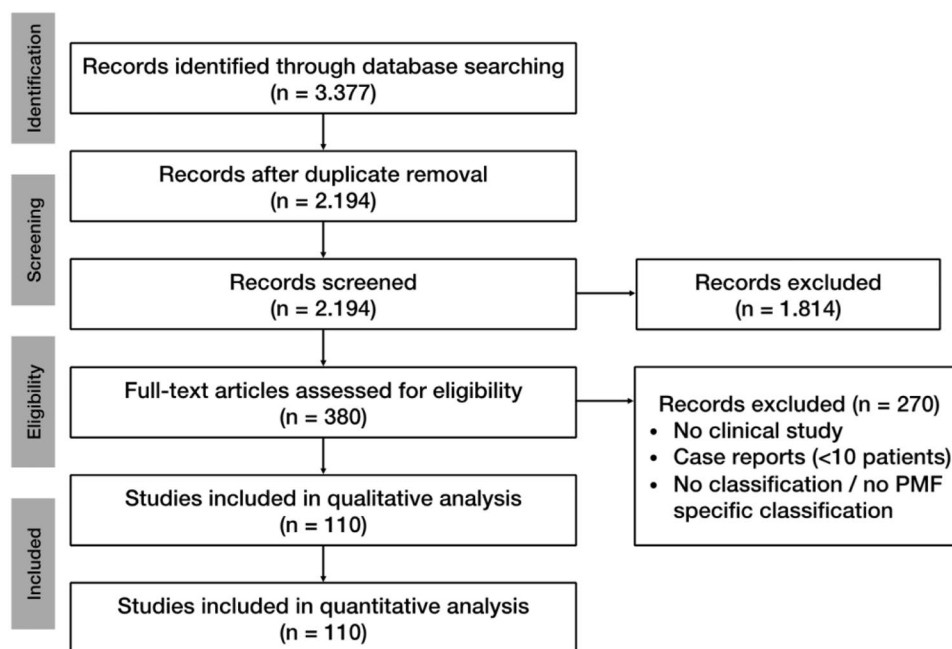 Identification
Records identified through database searching
(n = 3.377)
Records after duplicate removal
(n = 2.194)
Screening
Records screened
(n = 2.194)
Records excluded
(n = 1.814)
Eligibility
Full-text articles assessed for eligibility
(n = 380)
Records excluded (n = 270)
• No clinical study
• Case reports (<10 patients)
• No classification / no PMF
specific classification
Studies included in qualitative analysis
(n = 110)
Included
Studies included in quantitative analysis
(n = 110)